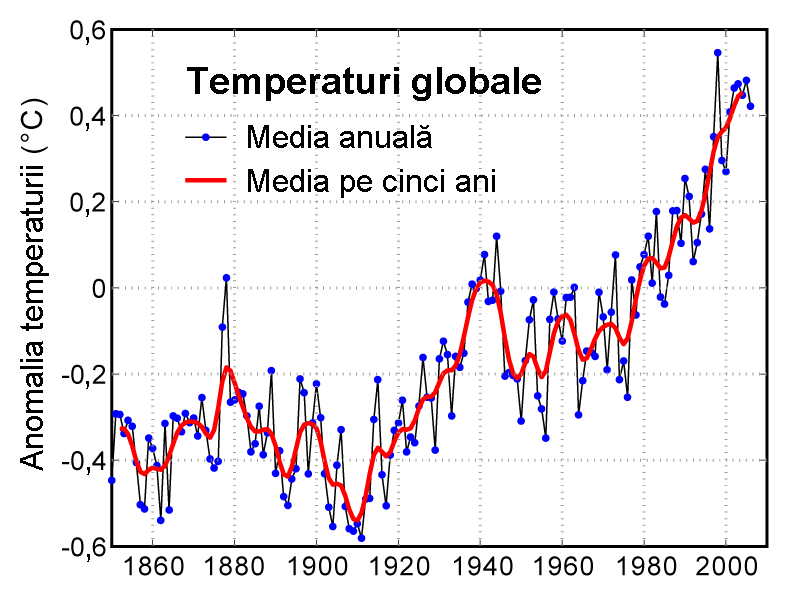 Temperaturi globale
Media anuală
Media pe cinci ani
Anomalia temperaturii (°C)
0,6
0,4
0,2
0
-0,2
-0,4
-0,6
1860 1880 1900 1920 1940 1960 1980 2000